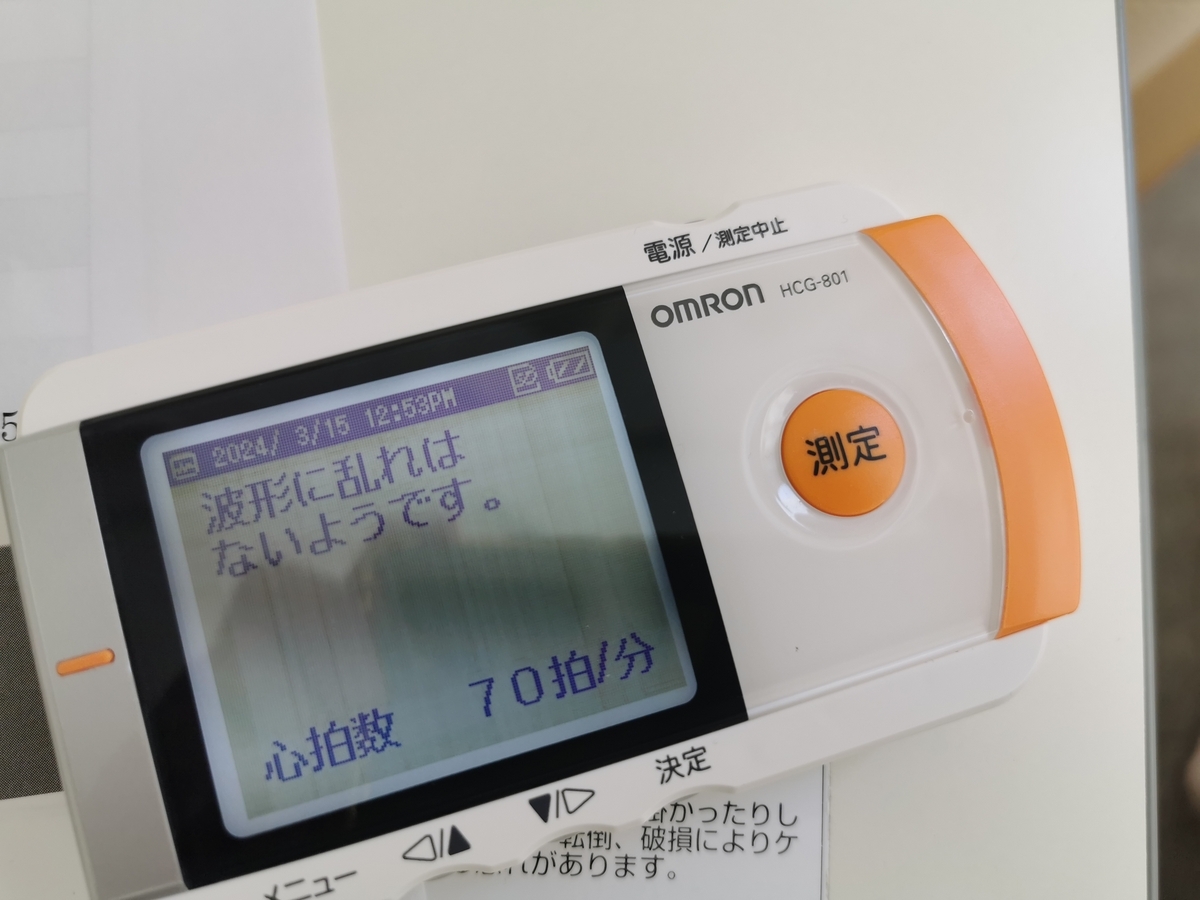 電源/測定中止
OMRON HCG-801
2024/ 3/15 12:53PM
波形に乱れは
ないようです。
心拍数 70拍/分
測定
決定
メニュー
5
掛かったりし
転倒、破損によりケ
があります。